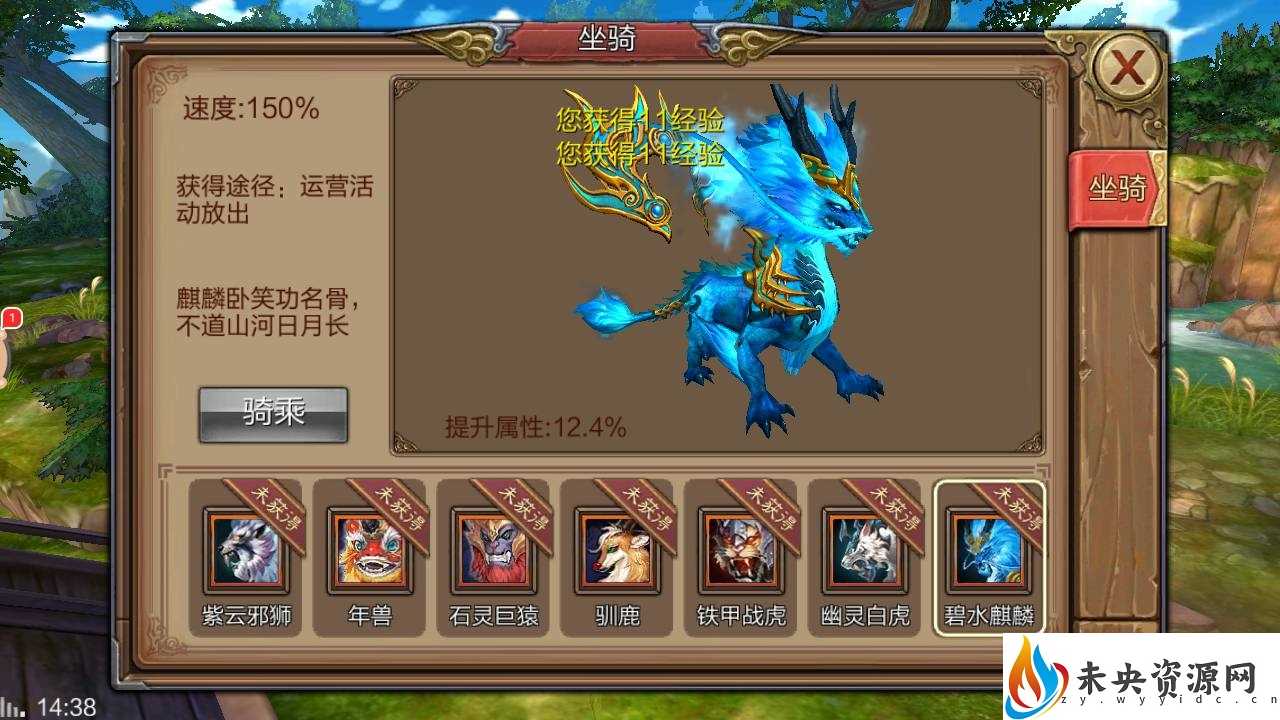 坐骑
速度:150%
获得途径：运营活
动放出
麒麟卧笑功名骨，
不道山河日月长
骑乘
您获得11经验
您获得11经验
提升属性:12.4%
坐骑
1
未获得
未获得
未获得
未获得
未获得
未获得
未获得
紫云邪狮
年兽
石灵巨猿
驯鹿
铁甲战虎
幽灵白虎
碧水麒麟
14:38
未央资源网
zy.wyyidc.cn